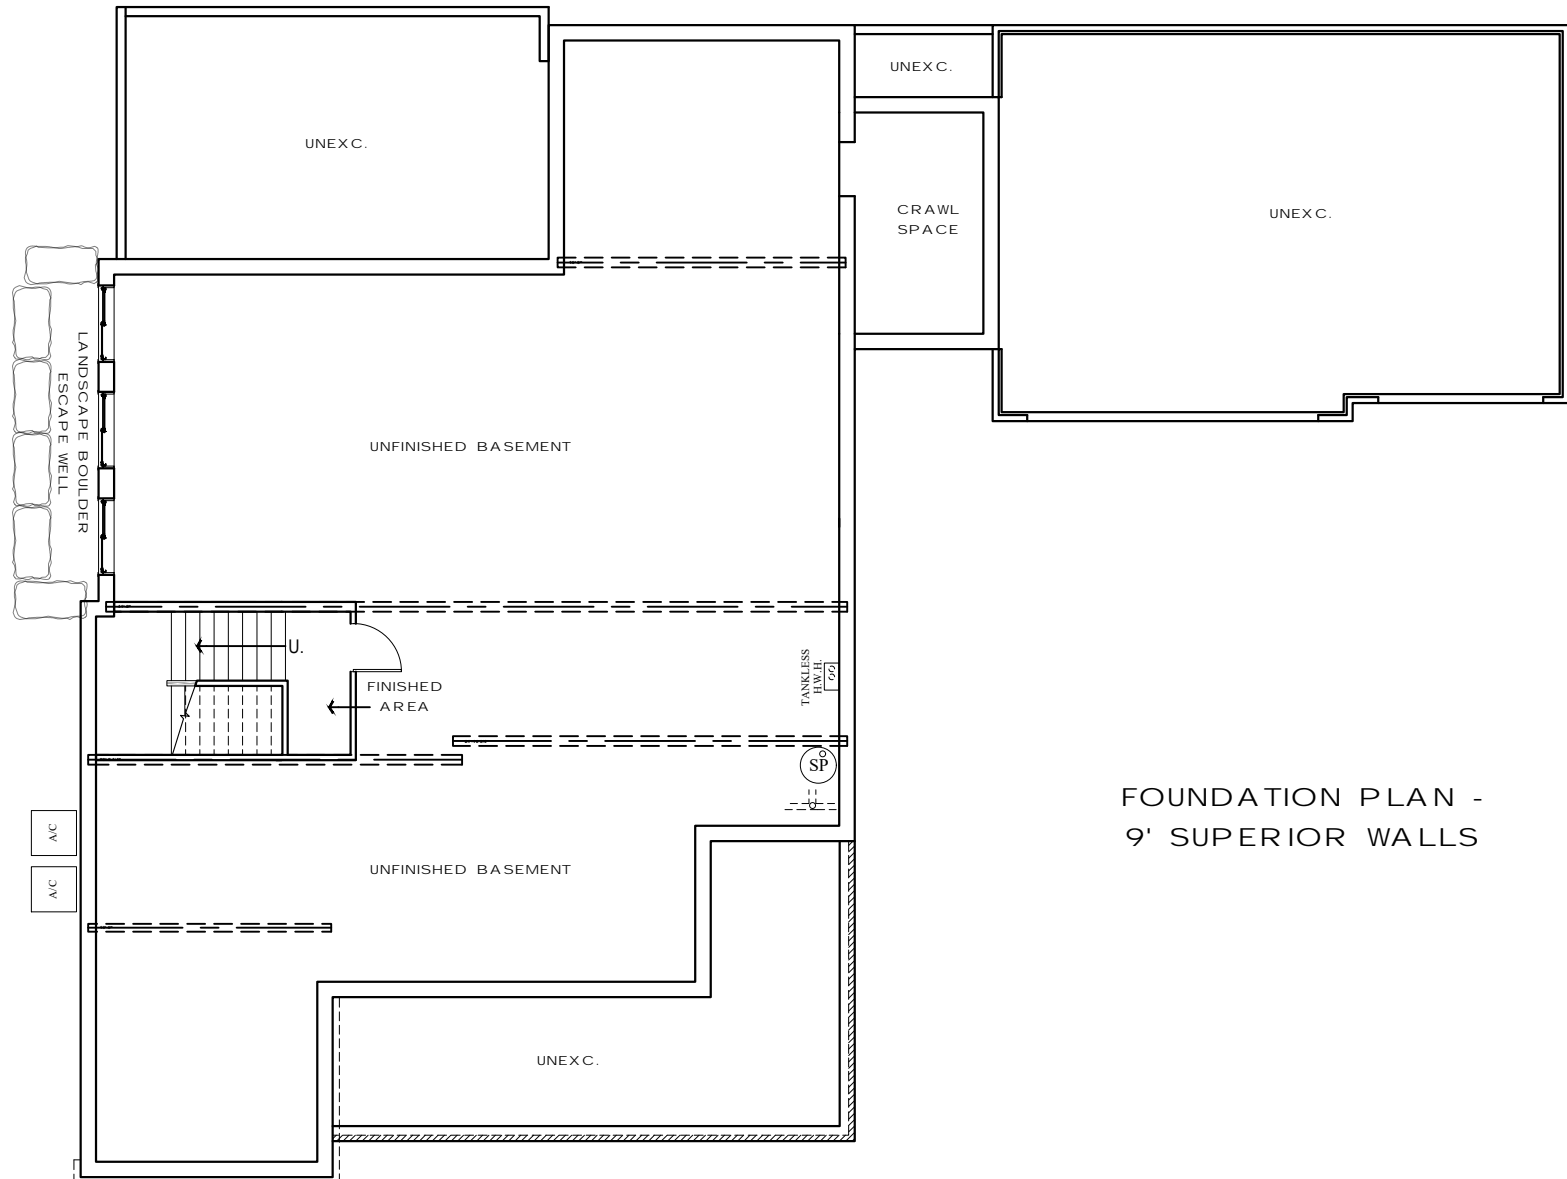 UNEXC.
UNEXC.
CRAWL
SPACE
UNEXC.
LANDSCAPE BOULDER
ESCAPE WELL
UNFINISHED BASEMENT
U.
FINISHED
AREA
TANKLESS
H.W.H.
SP
A/C
A/C
FOUNDATION PLAN -
9' SUPERIOR WALLS
UNFINISHED BASEMENT
UNEXC.